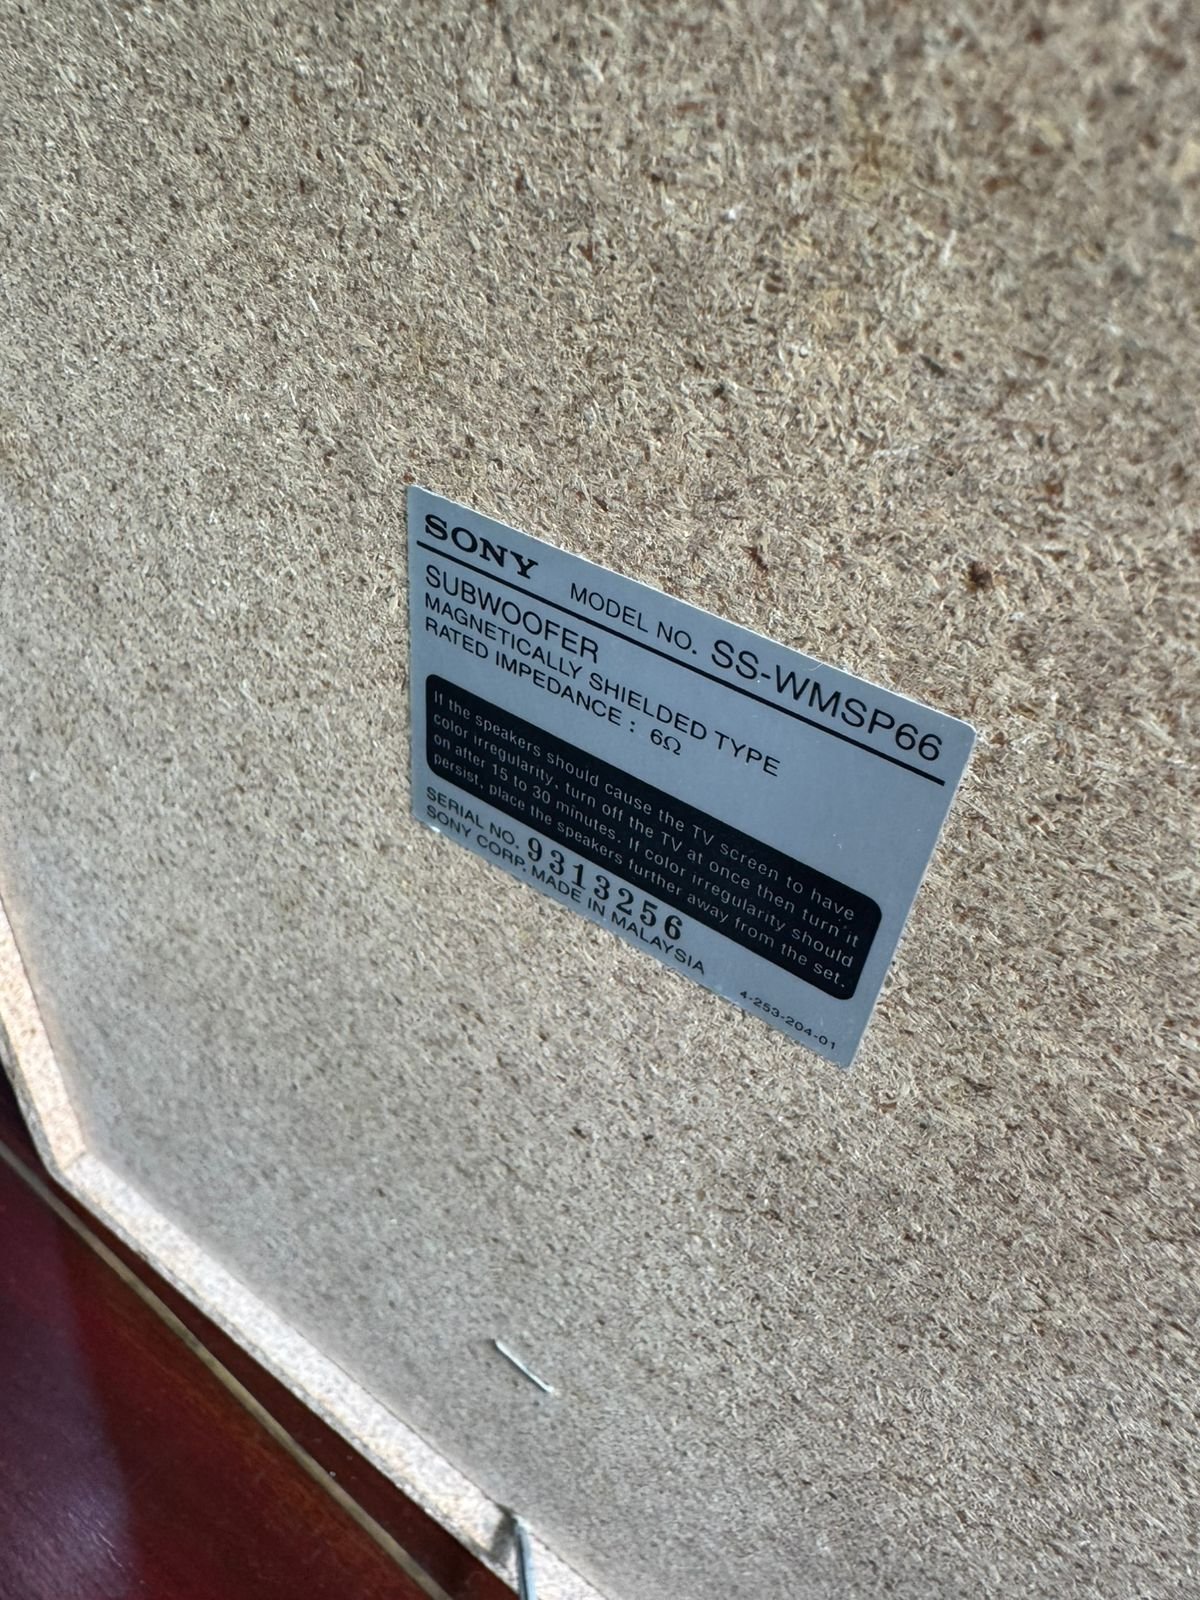 SONY MODEL NO. SS-WMSP66
SUBWOOFER
MAGNETICALLY SHIELDED TYPE
RATED IMPEDANCE : 6Ω
If the speakers should cause the TV screen to have
color irregularity, turn off the TV at once then turn it
on after 15 to 30 minutes. If color irregularity should
persist, place the speakers further away from the set.
SERIAL NO. 9313256
SONY CORP. MADE IN MALAYSIA
4-253-204-01